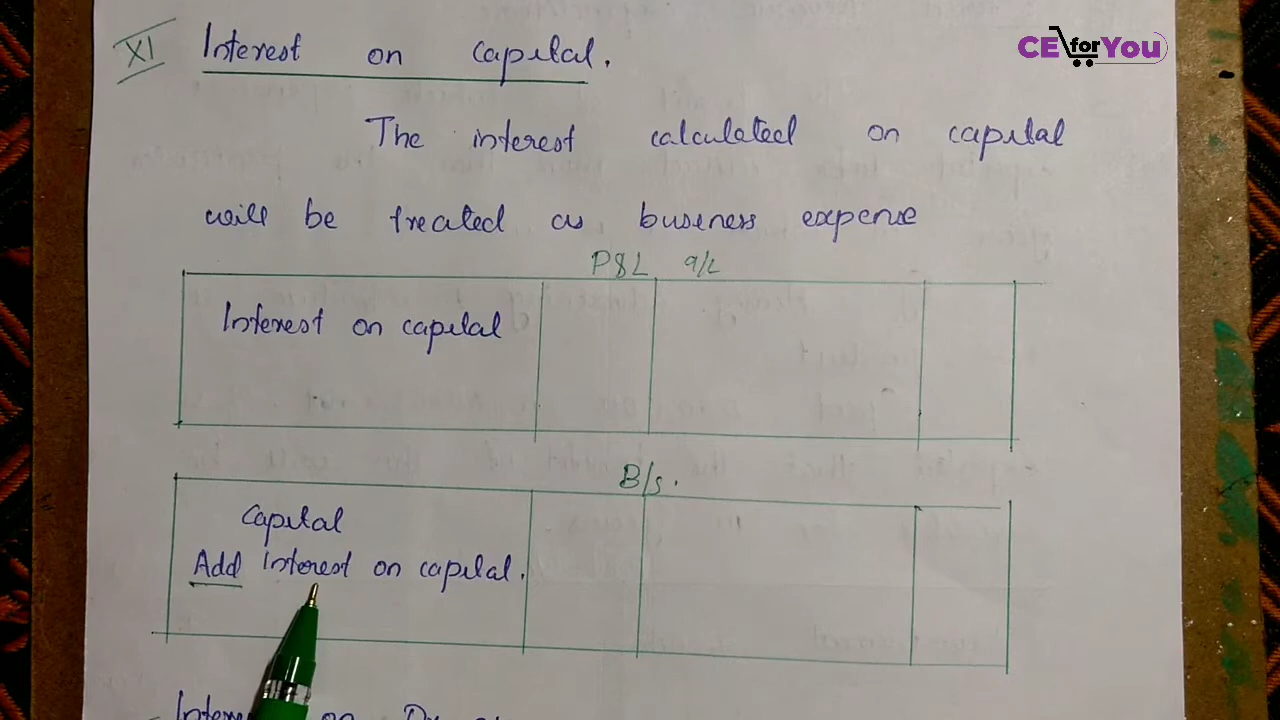 CE for You
XI Interest on capital.
The interest calculated on capital
will be treated as business expense
P&L a/c
Interest on capital
B/s.
Capital
Add interest on capital.
on